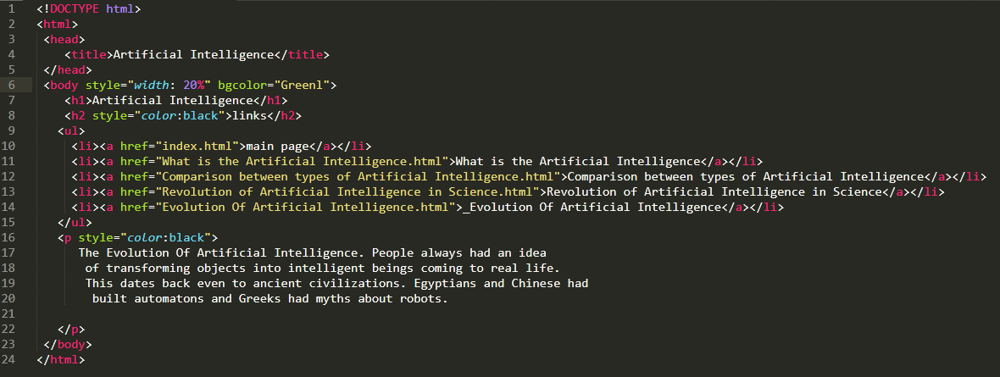 1 <!DOCTYPE html>
2 <html>
3 <head>
4 <title>Artificial Intelligence</title>
5 </head>
6 <body style="width: 20%" bgcolor="Greenl">
7 <h1>Artificial Intelligence</h1>
8 <h2 style="color:black">links</h2>
9 <ul>
10 <li><a href="index.html">main page</a></li>
11 <li><a href="What is the Artificial Intelligence.html">What is the Artificial Intelligence</a></li>
12 <li><a href="Comparison between types of Artificial Intelligence.html">Comparison between types of Artificial Intelligence</a></li>
13 <li><a href="Revolution of Artificial Intelligence in Science.html">Revolution of Artificial Intelligence in Science</a></li>
14 <li><a href="Evolution Of Artificial Intelligence.html">_Evolution Of Artificial Intelligence</a></li>
15 </ul>
16 <p style="color:black">
17 The Evolution Of Artificial Intelligence. People always had an idea
18 of transforming objects into intelligent beings coming to real life.
19 This dates back even to ancient civilizations. Egyptians and Chinese had
20 built automatons and Greeks had myths about robots.
21
22 </p>
23 </body>
24 </html>